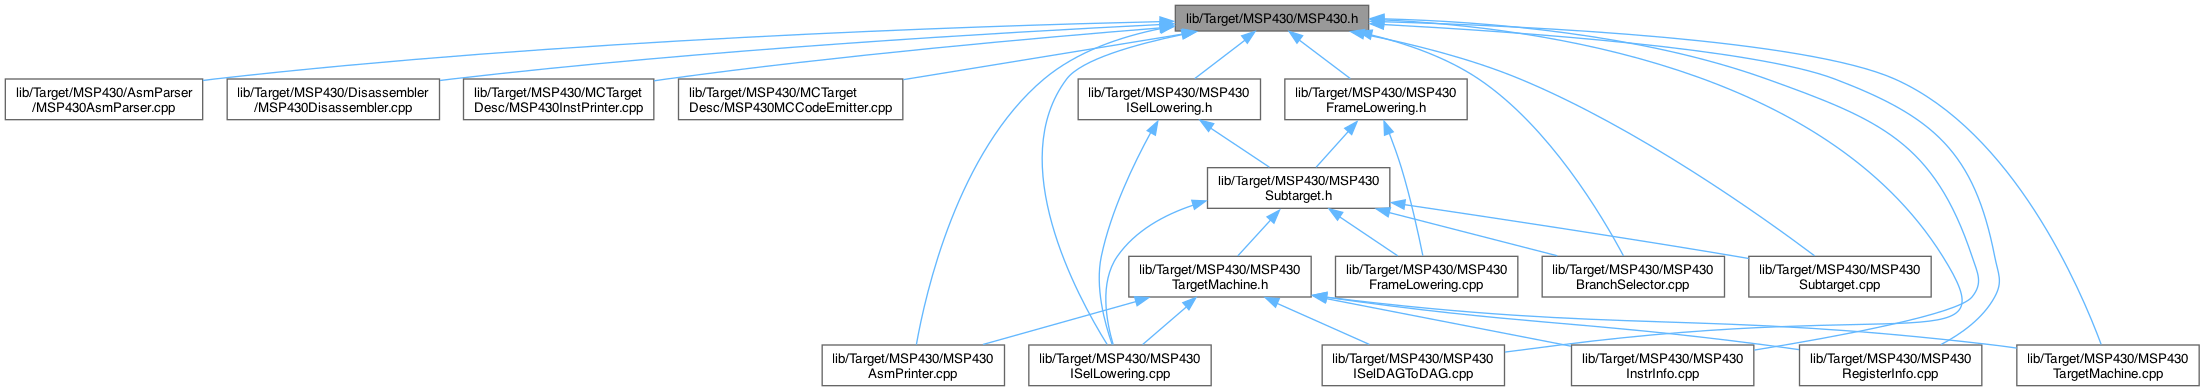 lib/Target/MSP430/MSP430.h
lib/Target/MSP430/AsmParser
/MSP430AsmParser.cpp
lib/Target/MSP430/Disassembler
/MSP430Disassembler.cpp
lib/Target/MSP430/MCTarget
Desc/MSP430InstPrinter.cpp
lib/Target/MSP430/MCTarget
Desc/MSP430MCCodeEmitter.cpp
lib/Target/MSP430/MSP430
ISelLowering.h
lib/Target/MSP430/MSP430
FrameLowering.h
lib/Target/MSP430/MSP430
Subtarget.h
lib/Target/MSP430/MSP430
TargetMachine.h
lib/Target/MSP430/MSP430
FrameLowering.cpp
lib/Target/MSP430/MSP430
BranchSelector.cpp
lib/Target/MSP430/MSP430
Subtarget.cpp
lib/Target/MSP430/MSP430
AsmPrinter.cpp
lib/Target/MSP430/MSP430
ISelLowering.cpp
lib/Target/MSP430/MSP430
ISelDAGToDAG.cpp
lib/Target/MSP430/MSP430
InstrInfo.cpp
lib/Target/MSP430/MSP430
RegisterInfo.cpp
lib/Target/MSP430/MSP430
TargetMachine.cpp